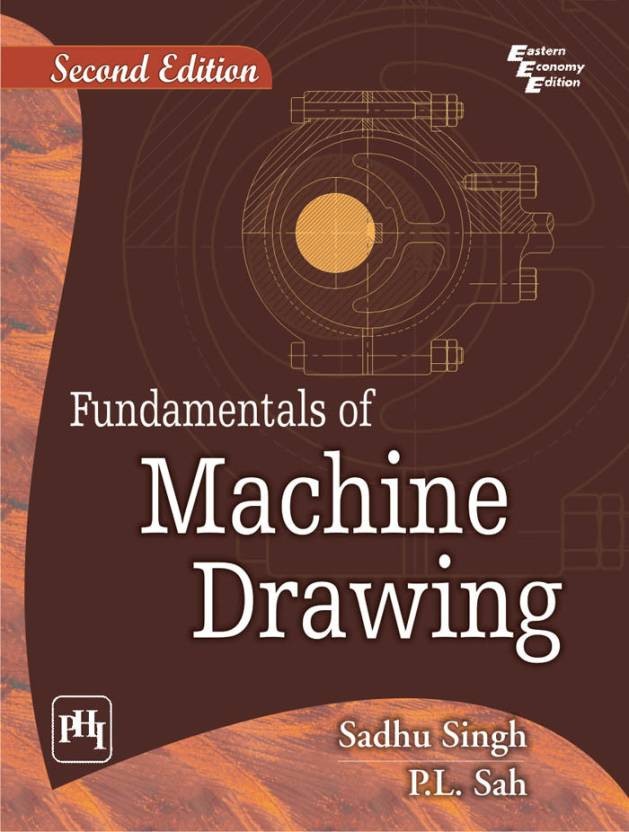 Second Edition
Eastern
Economy
Edition
Fundamentals of
Machine
Drawing
PHI
Sadhu Singh
P.L. Sah